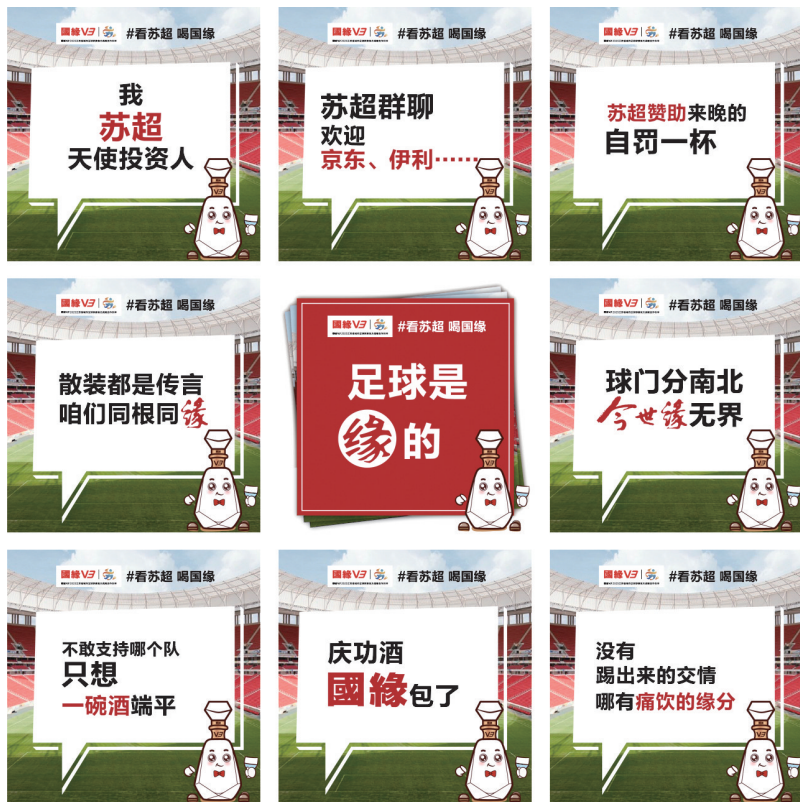 國緣V3 #看苏超 喝国缘
我
苏超
天使投资人
V3
國緣V3 #看苏超 喝国缘
苏超群聊
欢迎
京东、伊利……
V3
國緣V3 #看苏超 喝国缘
苏超赞助来晚的
自罚一杯
V3
國緣V3 #看苏超 喝国缘
散装都是传言
咱们同根同缘
V3
國緣V3 #看苏超 喝国缘
足球是
缘的
V3
國緣V3 #看苏超 喝国缘
球门分南北
今世缘无界
V3
國緣V3 #看苏超 喝国缘
不敢支持哪个队
只想
一碗酒端平
V3
國緣V3 #看苏超 喝国缘
庆功酒
國緣包了
V3
國緣V3 #看苏超 喝国缘
没有
踢出来的交情
哪有痛饮的缘分
V3